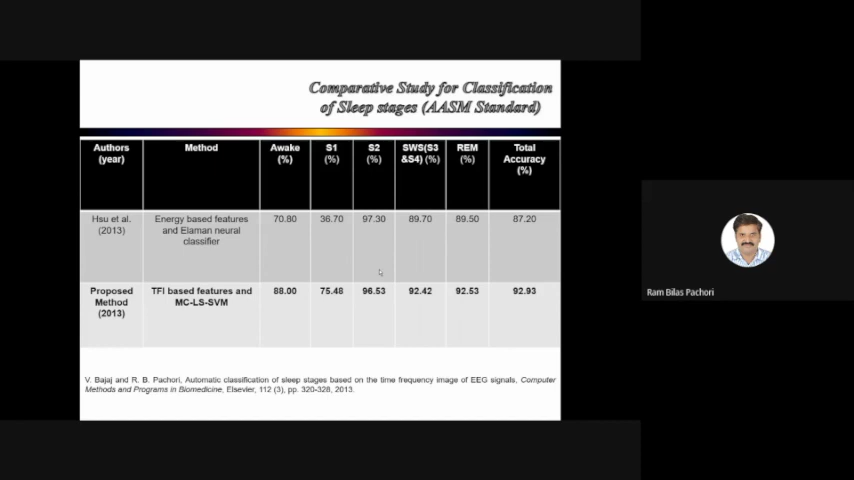 Comparative Study for Classification
of Sleep stages (AASM Standard)
Authors (year) Method Awake (%) S1 (%) S2 (%) SWS(S3 &S4) (%) REM (%) Total Accuracy (%)
Hsu et al. (2013) Energy based features and Elaman neural classifier 70.80 36.70 97.30 89.70 89.50 87.20
Proposed Method (2013) TFI based features and MC-LS-SVM 88.00 75.48 96.53 92.42 92.53 92.93
V. Bajaj and R. B. Pachori, Automatic classification of sleep stages based on the time frequency image of EEG signals, Computer
Methods and Programs in Biomedicine, Elsevier, 112 (3), pp. 320-328, 2013.
Ram Bilas Pachori